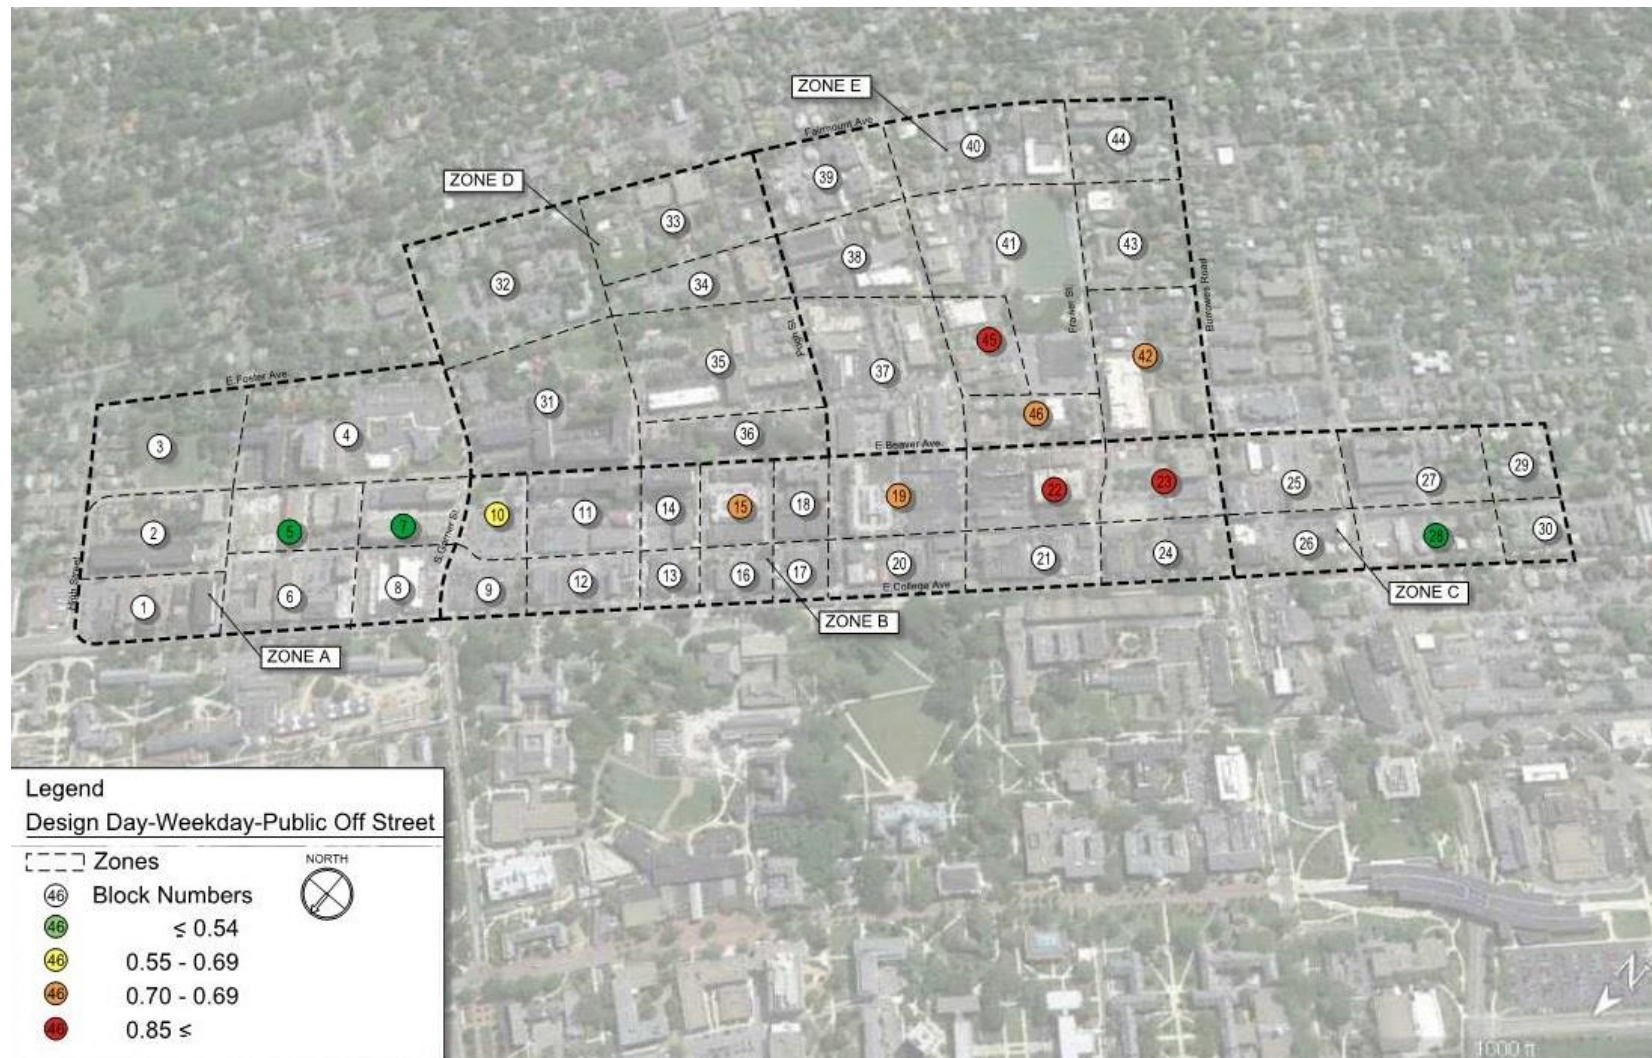 ZONE E
Fairmount Ave.
40
44
39
ZONE D
33
41
43
38
32
34
Burrowes Road
Fraser St.
Pugh St.
45
42
35
37
E.Foster Ave.
31
46
36
4
3
E.Beaver Ave.
29
25
27
23
22
19
15
18
14
11
10
7
5
2
S.Garner St.
30
28
26
24
21
20
17
16
13
12
9
8
6
1
High Street
E.College Ave
ZONE C
ZONE B
ZONE A
Legend
Design Day-Weekday-Public Off Street
Zones
NORTH
46 Block Numbers
46 ≤ 0.54
46 0.55 - 0.69
46 0.70 - 0.69
46 0.85 ≤
N
1000 ft